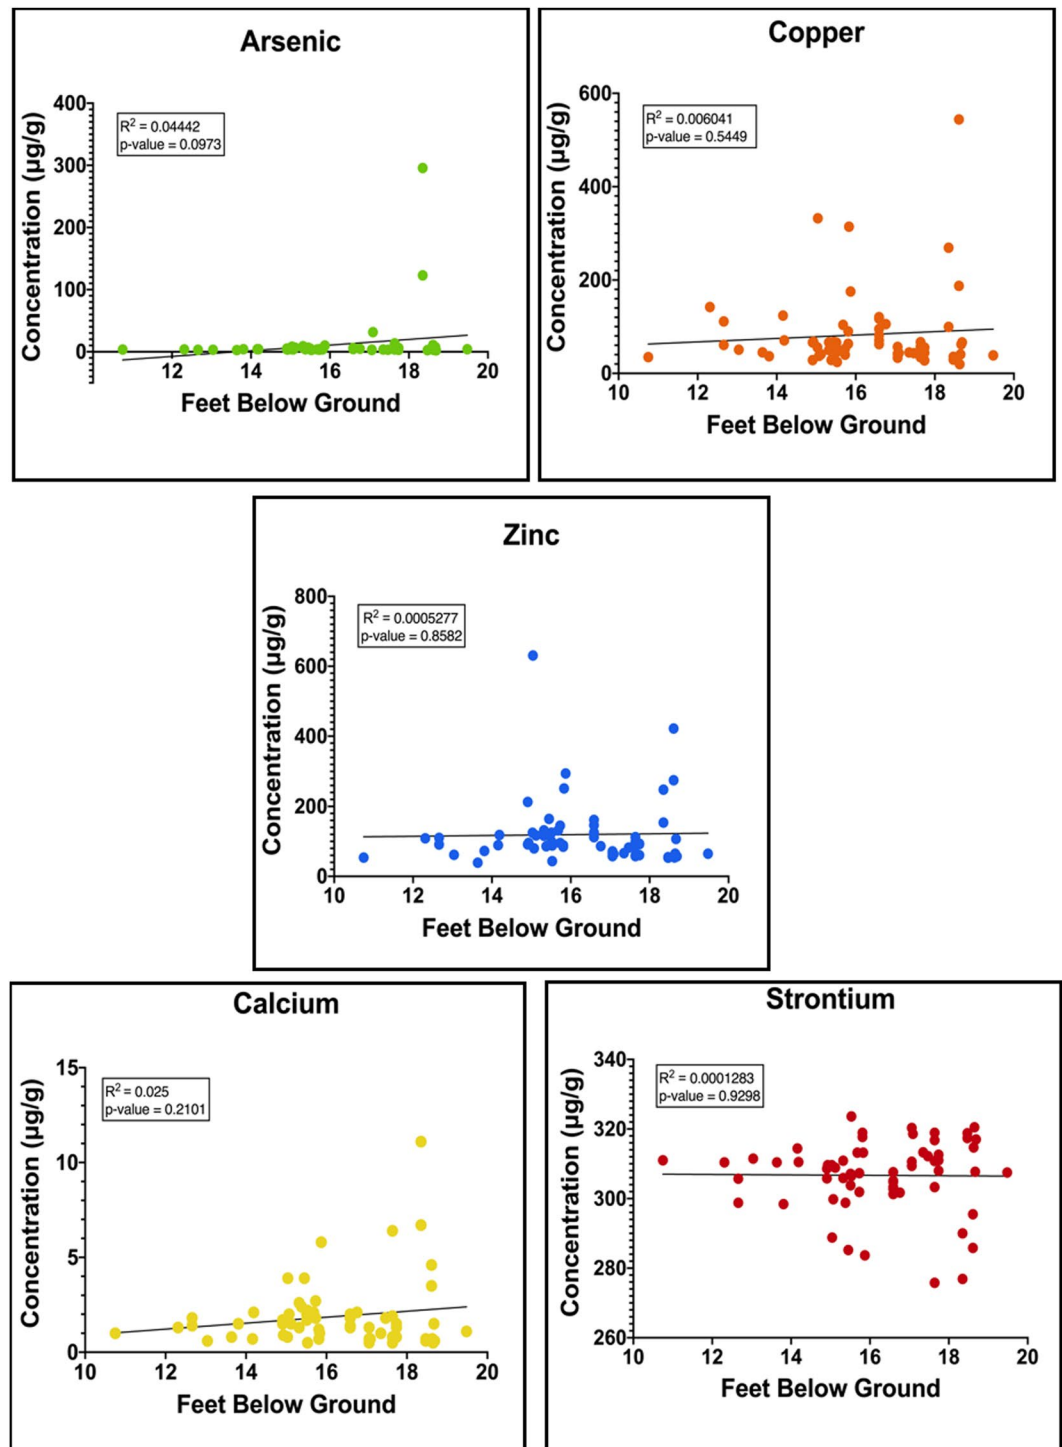 Arsenic
R² = 0.04442
p-value = 0.0973
400
300
200
100
0
12
14
16
18
20
Concentration (µg/g)
Feet Below Ground
Copper
R² = 0.006041
p-value = 0.5449
600
400
200
0
10
12
14
16
18
20
Concentration (µg/g)
Feet Below Ground
Zinc
R² = 0.0005277
p-value = 0.8582
800
600
400
200
0
10
12
14
16
18
20
Concentration (µg/g)
Feet Below Ground
Calcium
R² = 0.025
p-value = 0.2101
15
10
5
0
10
12
14
16
18
20
Concentration (µg/g)
Feet Below Ground
Strontium
R² = 0.0001283
p-value = 0.9298
340
320
300
280
260
10
12
14
16
18
20
Concentration (µg/g)
Feet Below Ground